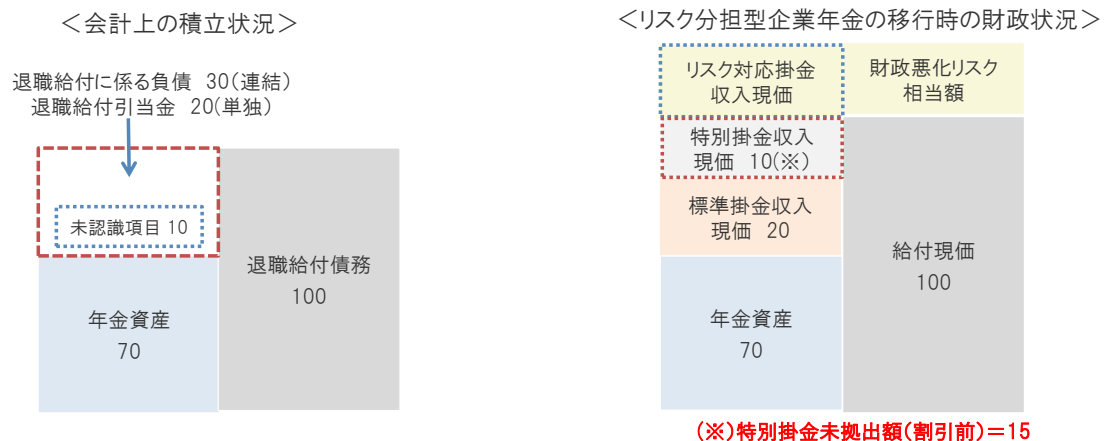 ＜会計上の積立状況＞
退職給付に係る負債　30(連結)
退職給付引当金　20(単独)
未認識項目 10
年金資産
70
退職給付債務
100
＜リスク分担型企業年金の移行時の財政状況＞
リスク対応掛金
収入現価
財政悪化リスク
相当額
特別掛金収入
現価　10(※)
標準掛金収入
現価　20
年金資産
70
給付現価
100
(※)特別掛金未拠出額(割引前)＝15